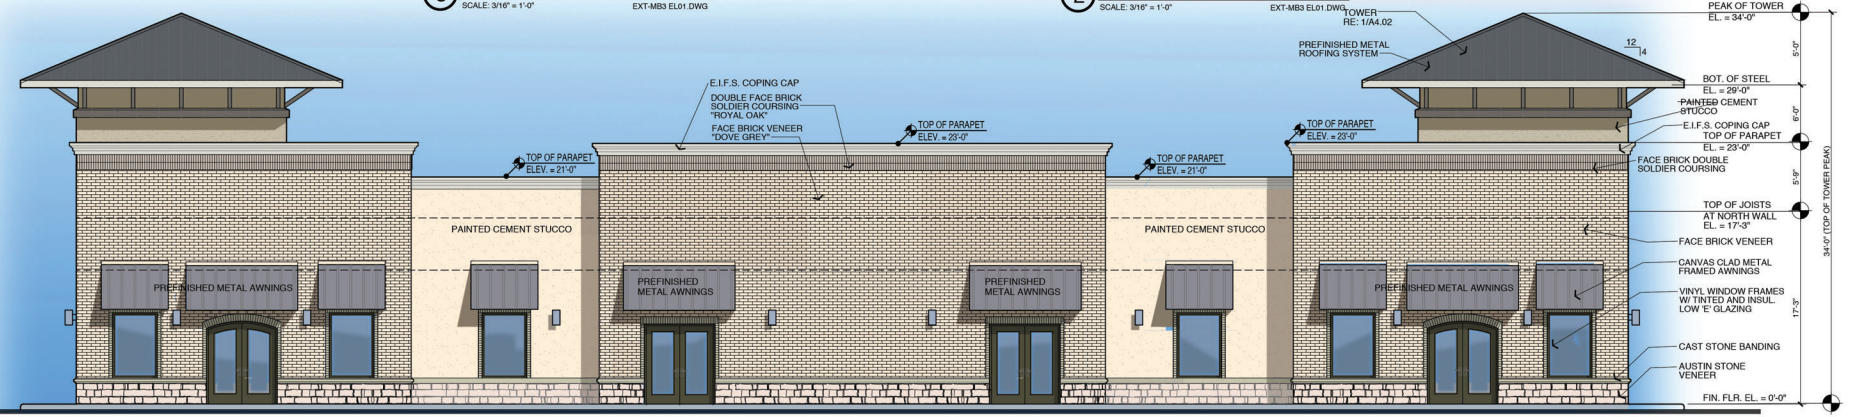 SCALE: 3/16" = 1'-0"
EXT-MB3 EL01.DWG
2
SCALE: 3/16" = 1'-0"
EXT-MB3 EL01.DWG
TOWER
RE: 1/A4.02
PREFINISHED METAL
ROOFING SYSTEM
12
4
PEAK OF TOWER
EL. = 34'-0"
5'-0"
BOT. OF STEEL
EL. = 29'-0"
PAINTED CEMENT
STUCCO
6'-0"
E.I.F.S. COPING CAP
TOP OF PARAPET
EL. = 23'-0"
FACE BRICK DOUBLE
SOLDIER COURSING
5'-9"
TOP OF JOISTS
AT NORTH WALL
EL. = 17'-3"
FACE BRICK VENEER
CANVAS CLAD METAL
FRAMED AWNINGS
VINYL WINDOW FRAMES
W/ TINTED AND INSUL.
LOW 'E' GLAZING
17'-3"
34'-0" (TOP OF TOWER PEAK)
CAST STONE BANDING
AUSTIN STONE
VENEER
FIN. FLR. EL. = 0'-0"
E.I.F.S. COPING CAP
DOUBLE FACE BRICK
SOLDIER COURSING
"ROYAL OAK"
FACE BRICK VENEER
"DOVE GREY"
TOP OF PARAPET
ELEV. = 21'-0"
TOP OF PARAPET
ELEV. = 23'-0"
TOP OF PARAPET
ELEV. = 21'-0"
TOP OF PARAPET
ELEV. = 23'-0"
PAINTED CEMENT STUCCO
PAINTED CEMENT STUCCO
PREFINISHED METAL AWNINGS
PREFINISHED
METAL AWNINGS
PREFINISHED
METAL AWNINGS
PREFINISHED METAL AWNINGS